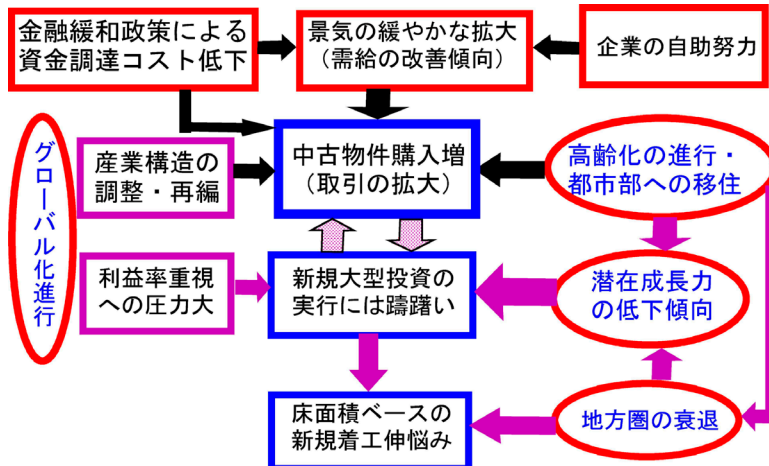 金融緩和政策による
資金調達コスト低下
景気の緩やかな拡大
(需給の改善傾向)
企業の自助努力
グローバル化進行
産業構造の
調整・再編
中古物件購入増
(取引の拡大)
高齢化の進行・
都市部への移住
利益率重視
への圧力大
新規大型投資の
実行には躊躇い
潜在成長力
の低下傾向
床面積ベースの
新規着工伸悩み
地方圏の衰退